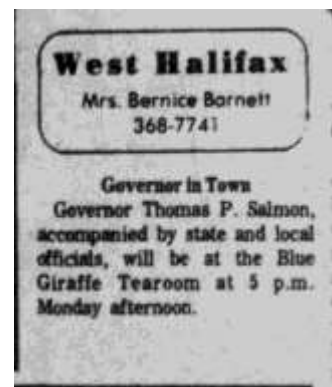 West Halifax
Mrs. Bernice Barnett
368-7741
Governor in Town
Governor Thomas P. Salmon,
accompanied by state and local
officials, will be at the Blue
Giraffe Tearoom at 5 p.m.
Monday afternoon.